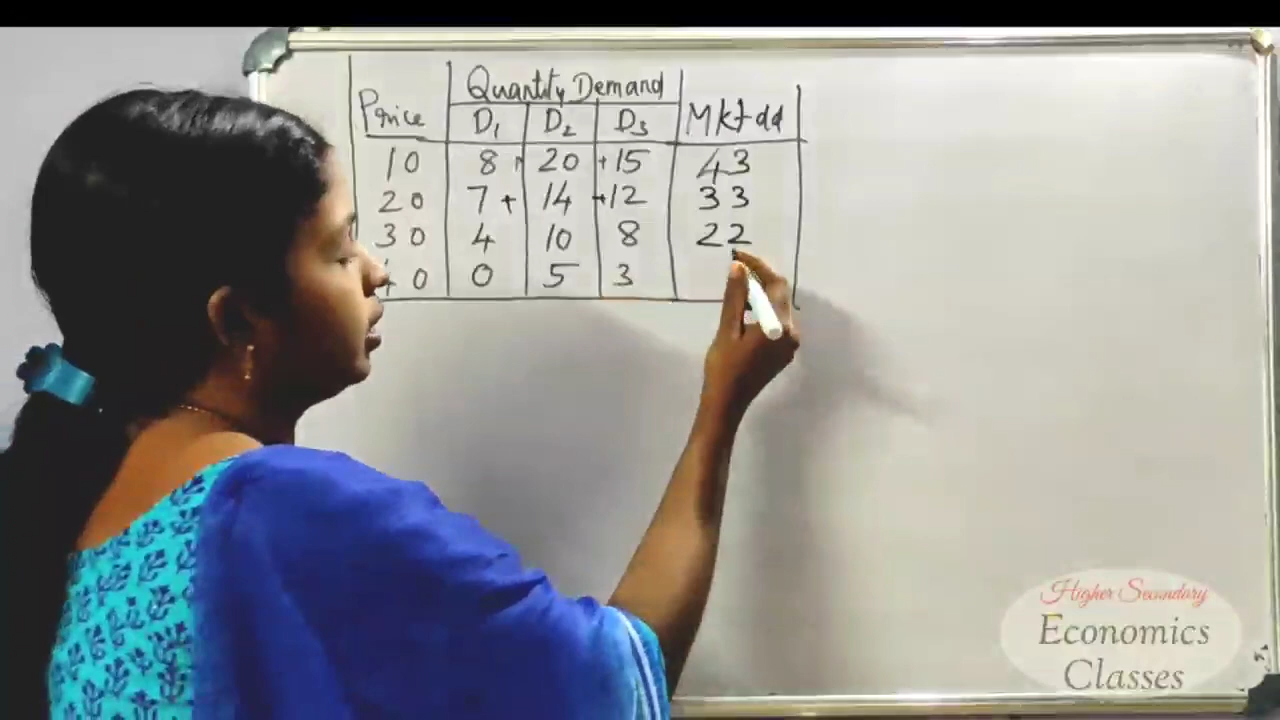 Quantity Demand
Price D₁ D₂ D₃ Mkt dd
10 8 + 20 + 15 43
20 7 + 14 + 12 33
30 4 10 8 22
40 0 5 3
Higher Secondary
Economics
Classes